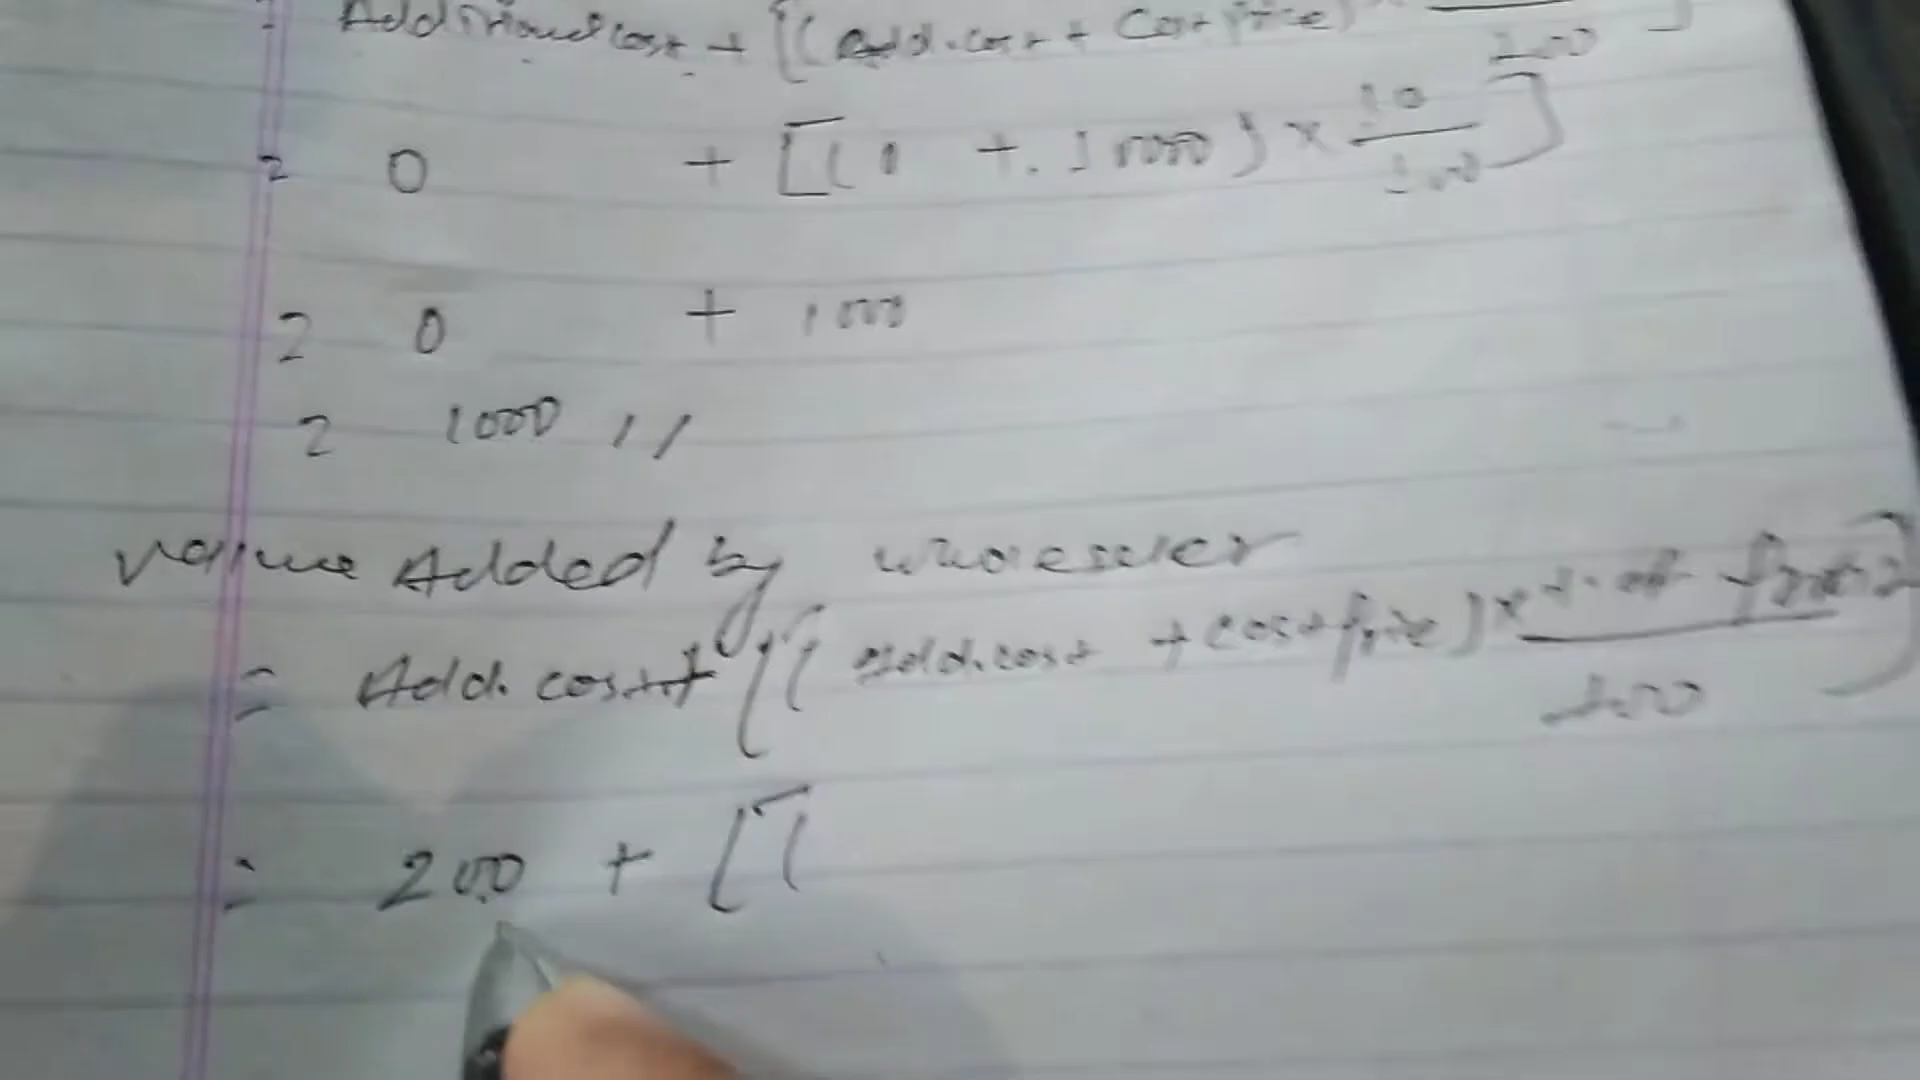 = Additional cost + [(Add.cost + Cost price) × /100]
= 0 + [(0 + 10000) × 10/100]
= 0 + 1000
= 1000 //
Value Added by wholesaler
= Add. cost + [(add.cost + cost price) × %. of profit/100]
= 200 + [(